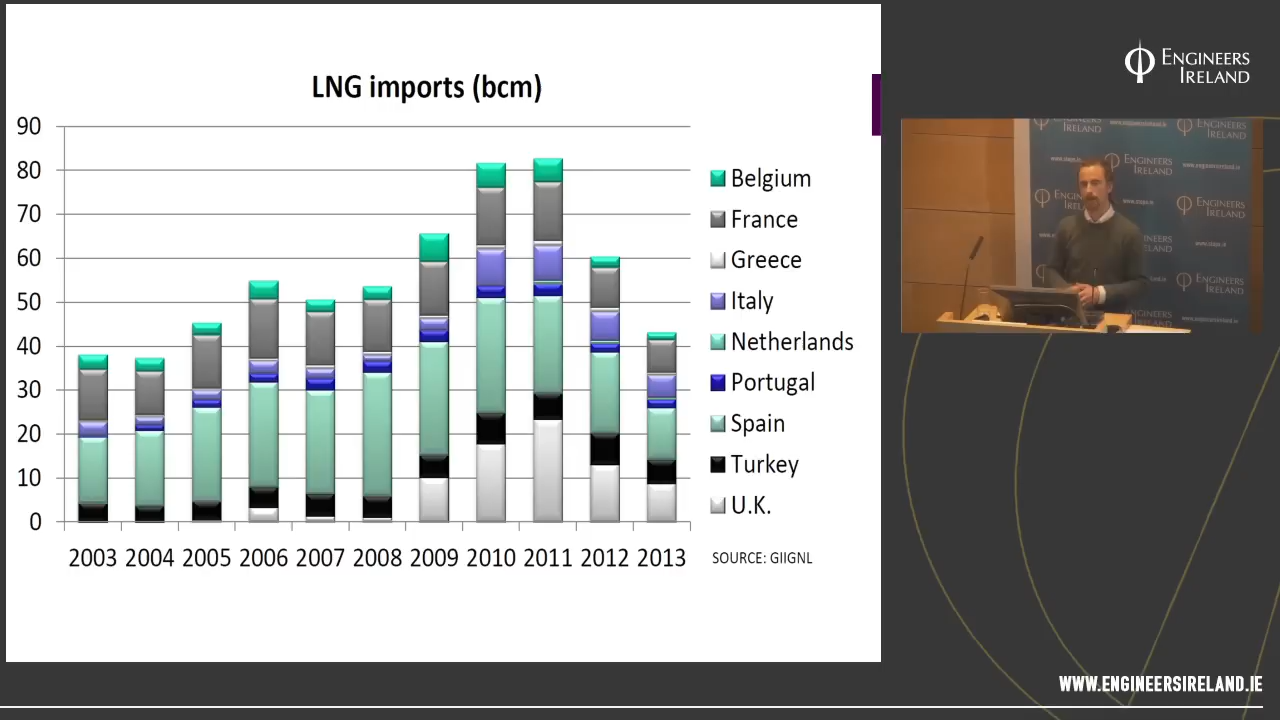 LNG imports (bcm)
90
80
70
60
50
40
30
20
10
0
2003 2004 2005 2006 2007 2008 2009 2010 2011 2012 2013
Belgium
France
Greece
Italy
Netherlands
Portugal
Spain
Turkey
U.K.
SOURCE: GIIGNL
ENGINEERS
IRELAND
ENGINEERS
IRELAND
WWW.ENGINEERSIRELAND.IE